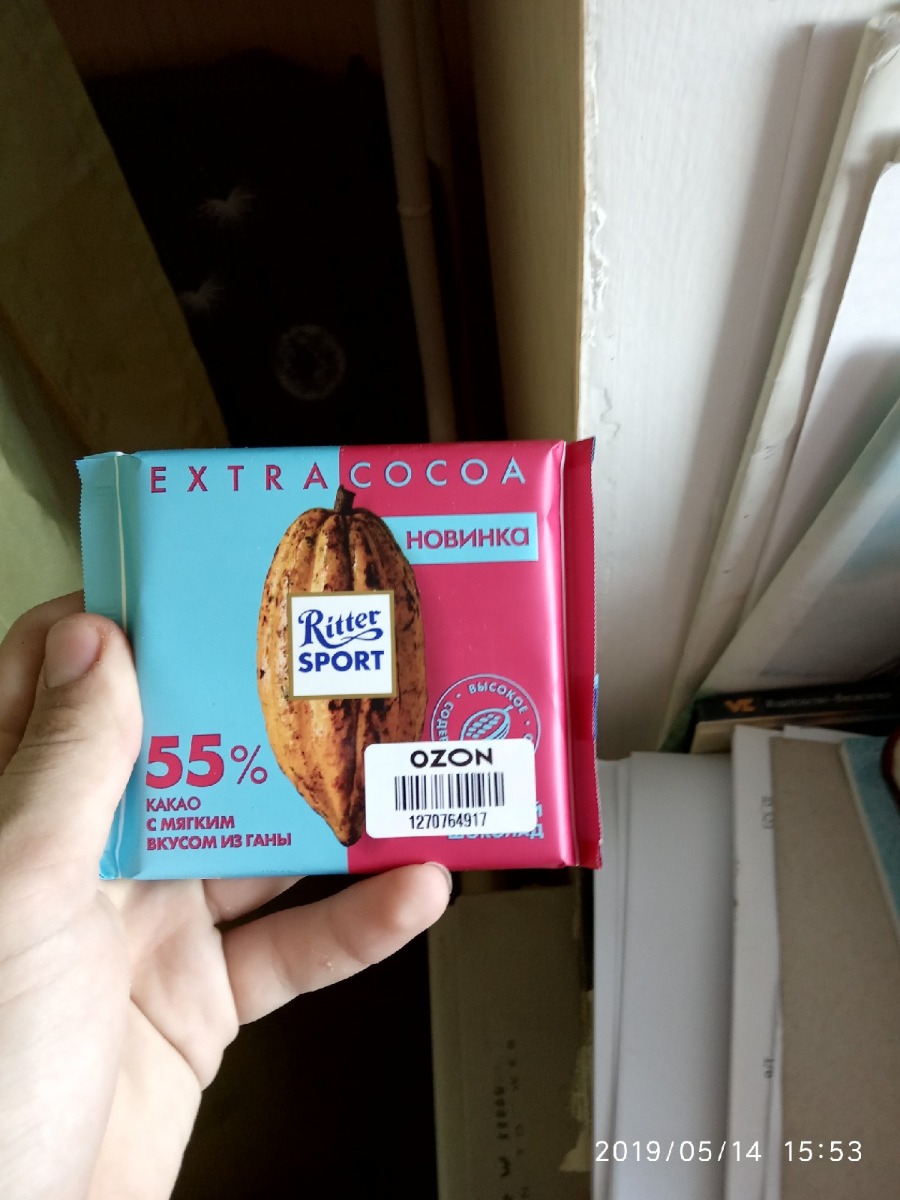 EXTRA COCOA
НОВИНКА
Ritter
SPORT
ВЫСОКОЕ
55%
КАКАО
С МЯГКИМ
ВКУСОМ ИЗ ГАНЫ
OZON
1270764917
ШОКОЛАД
2019/05/14 15:53